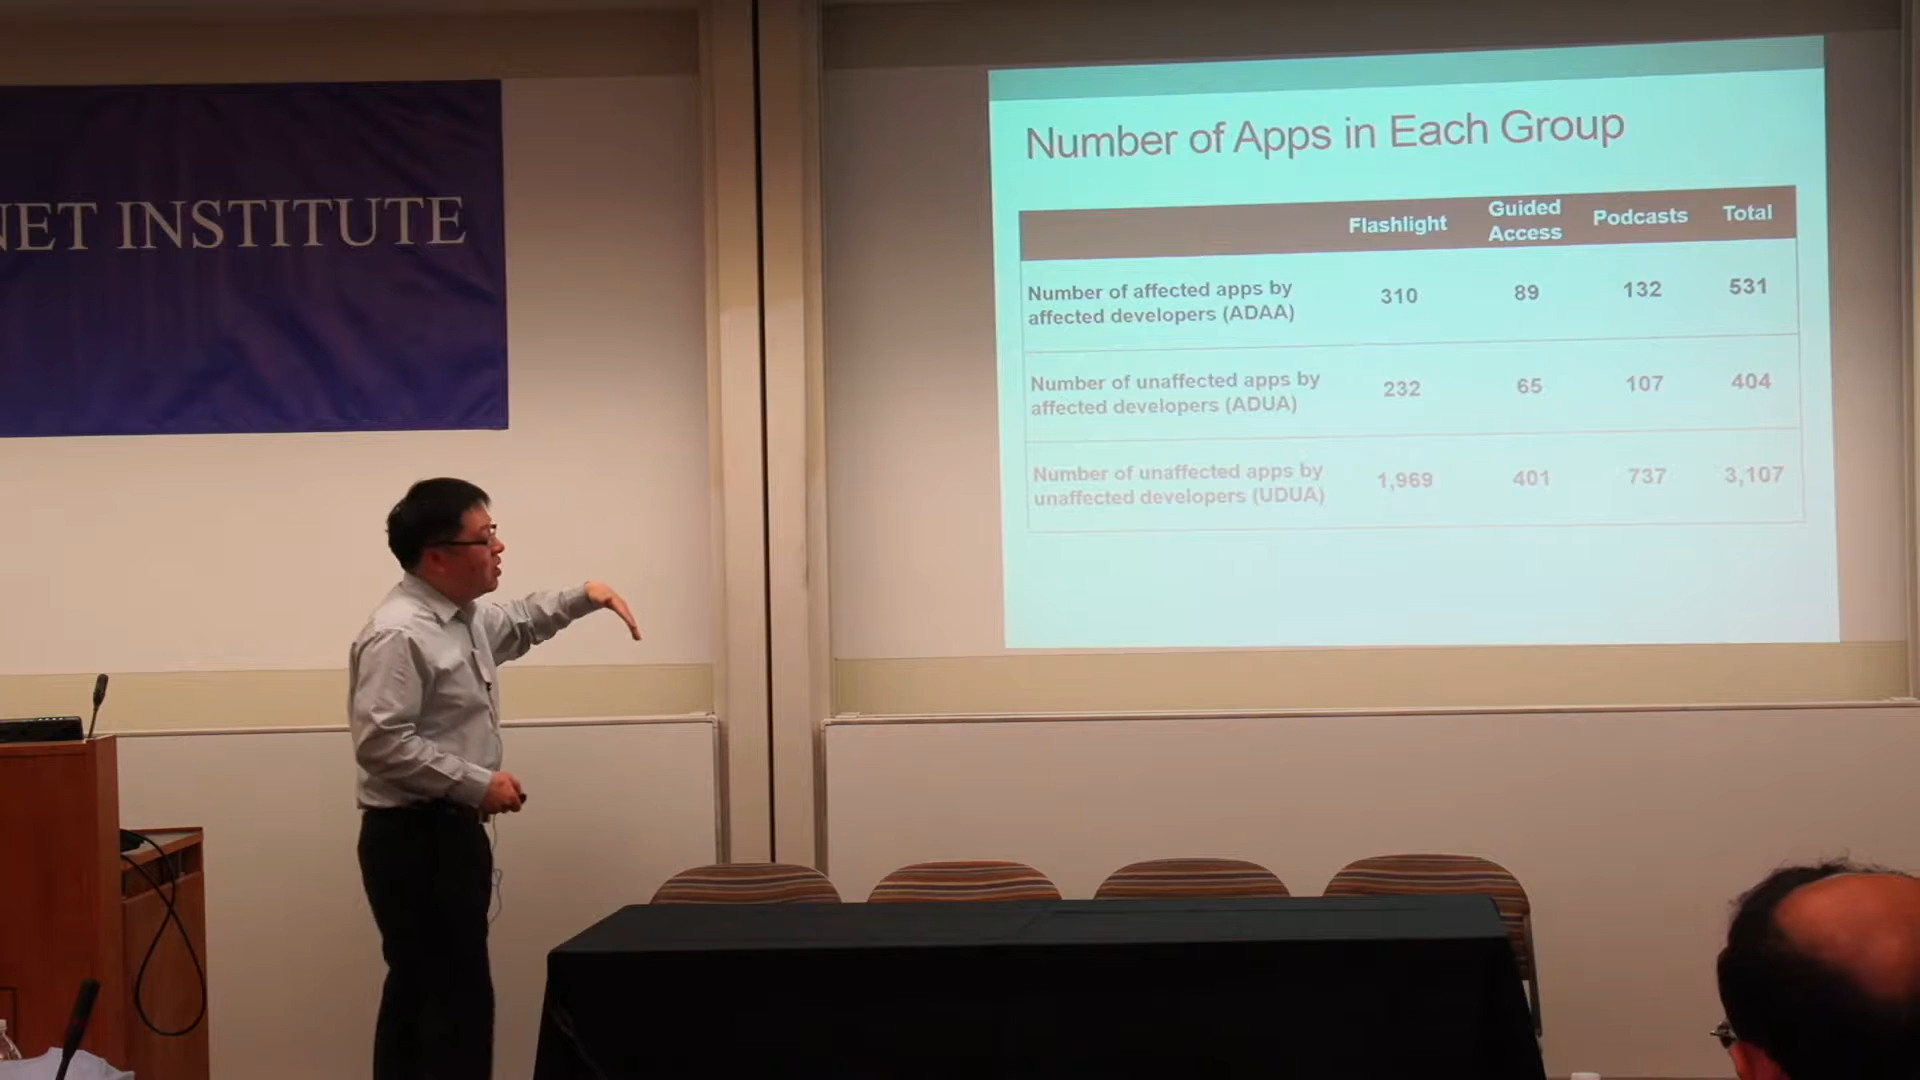 NET INSTITUTE
Number of Apps in Each Group
Flashlight Guided Access Podcasts Total
Number of affected apps by affected developers (ADAA) 310 89 132 531
Number of unaffected apps by affected developers (ADUA) 232 65 107 404
Number of unaffected apps by unaffected developers (UDUA) 1,969 401 737 3,107